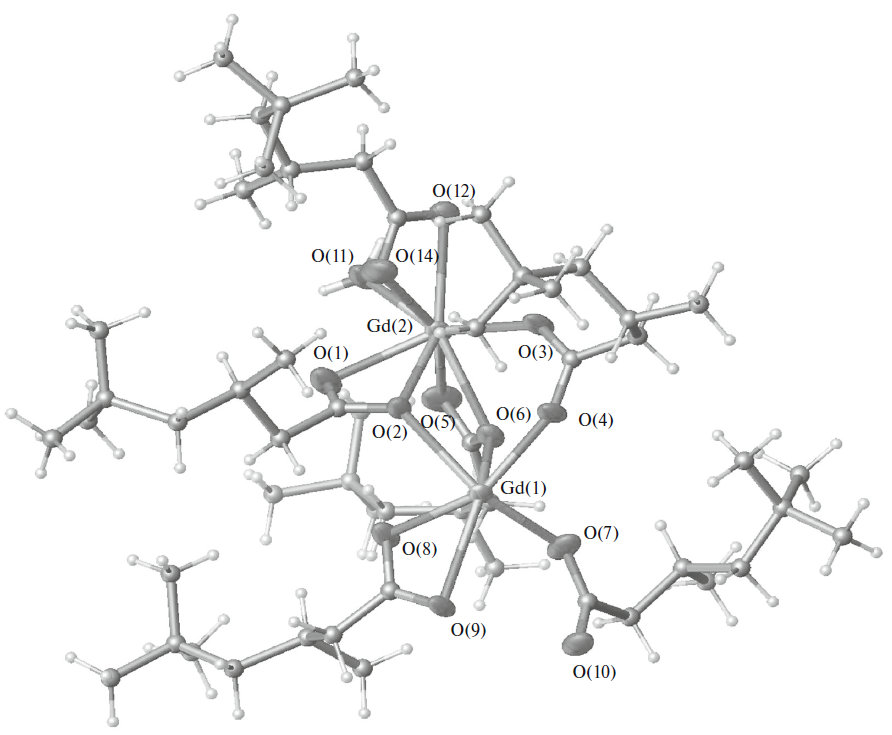 O(12)
O(11)
O(14)
Gd(2)
O(3)
O(1)
O(2)
O(5)
O(6)
O(4)
Gd(1)
O(7)
O(8)
O(9)
O(10)